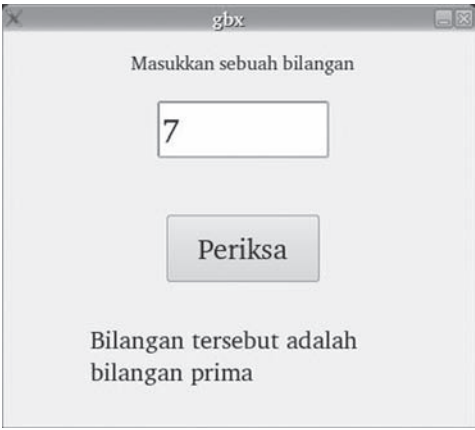 gbx
Masukkan sebuah bilangan
7
Periksa
Bilangan tersebut adalah
bilangan prima